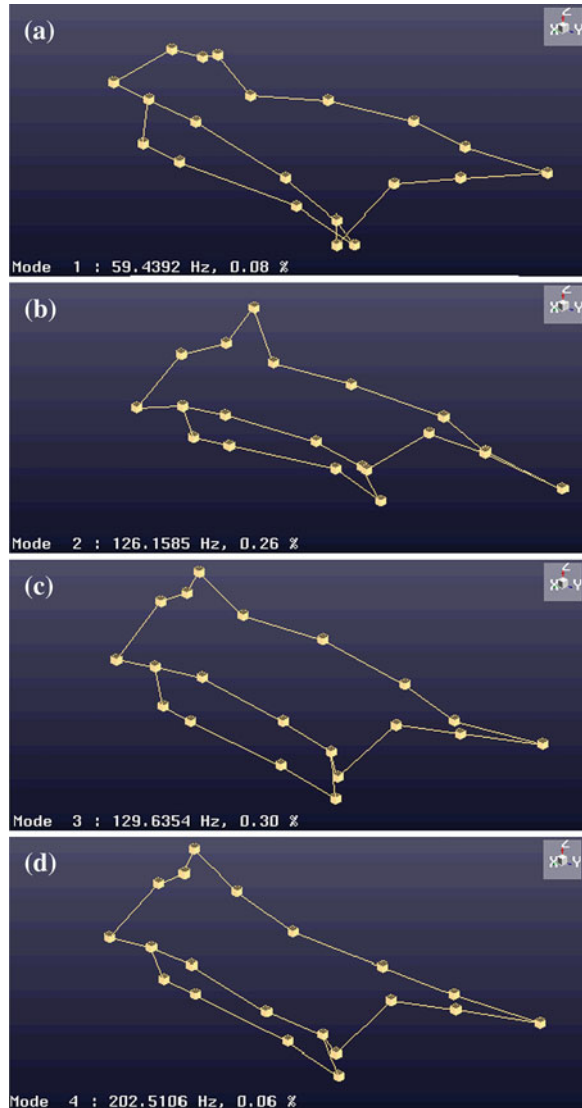 (a)
Z
X Y
Mode 1 : 59.4392 Hz, 0.08 %
(b)
Z
X Y
Mode 2 : 126.1585 Hz, 0.26 %
(c)
Z
X Y
Mode 3 : 129.6354 Hz, 0.30 %
(d)
Z
X Y
Mode 4 : 202.5106 Hz, 0.06 %